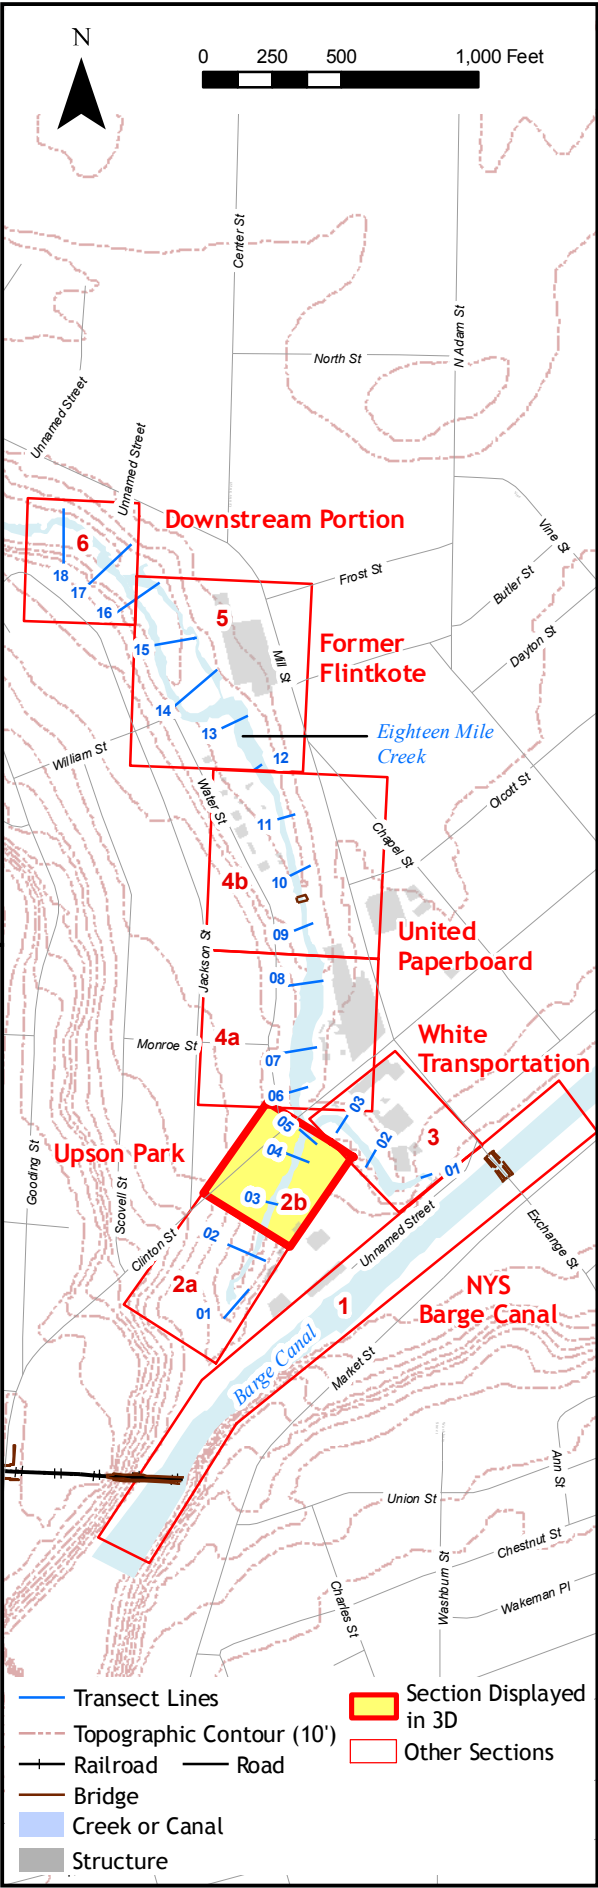 N
0 250 500 1,000 Feet
Center St
N Adam St
North St
Unnamed Street
Unnamed Street
Downstream Portion
Vine St
6
18
17
16
Frost St
Butler St
5
Former
Flintkote
Dayton St
15
Mill St
14
13
Eighteen Mile
Creek
12
William St
Water St
Olcott St
11
Chapel St
10
4b
09
United
Paperboard
Jackson St
08
4a
Monroe St
07
White
Transportation
06
03
05
02
3
04
01
Upson Park
Gooding St
Scovell St
03
2b
Clinton St
02
Unnamed Street
Exchange St
2a
01
1
NYS
Barge Canal
Barge Canal
Market St
Ann St
Union St
Chestnut St
Charles St
Washburn St
Wakeman Pl
Transect Lines
Topographic Contour (10')
Railroad
Road
Bridge
Creek or Canal
Structure
Section Displayed
in 3D
Other Sections